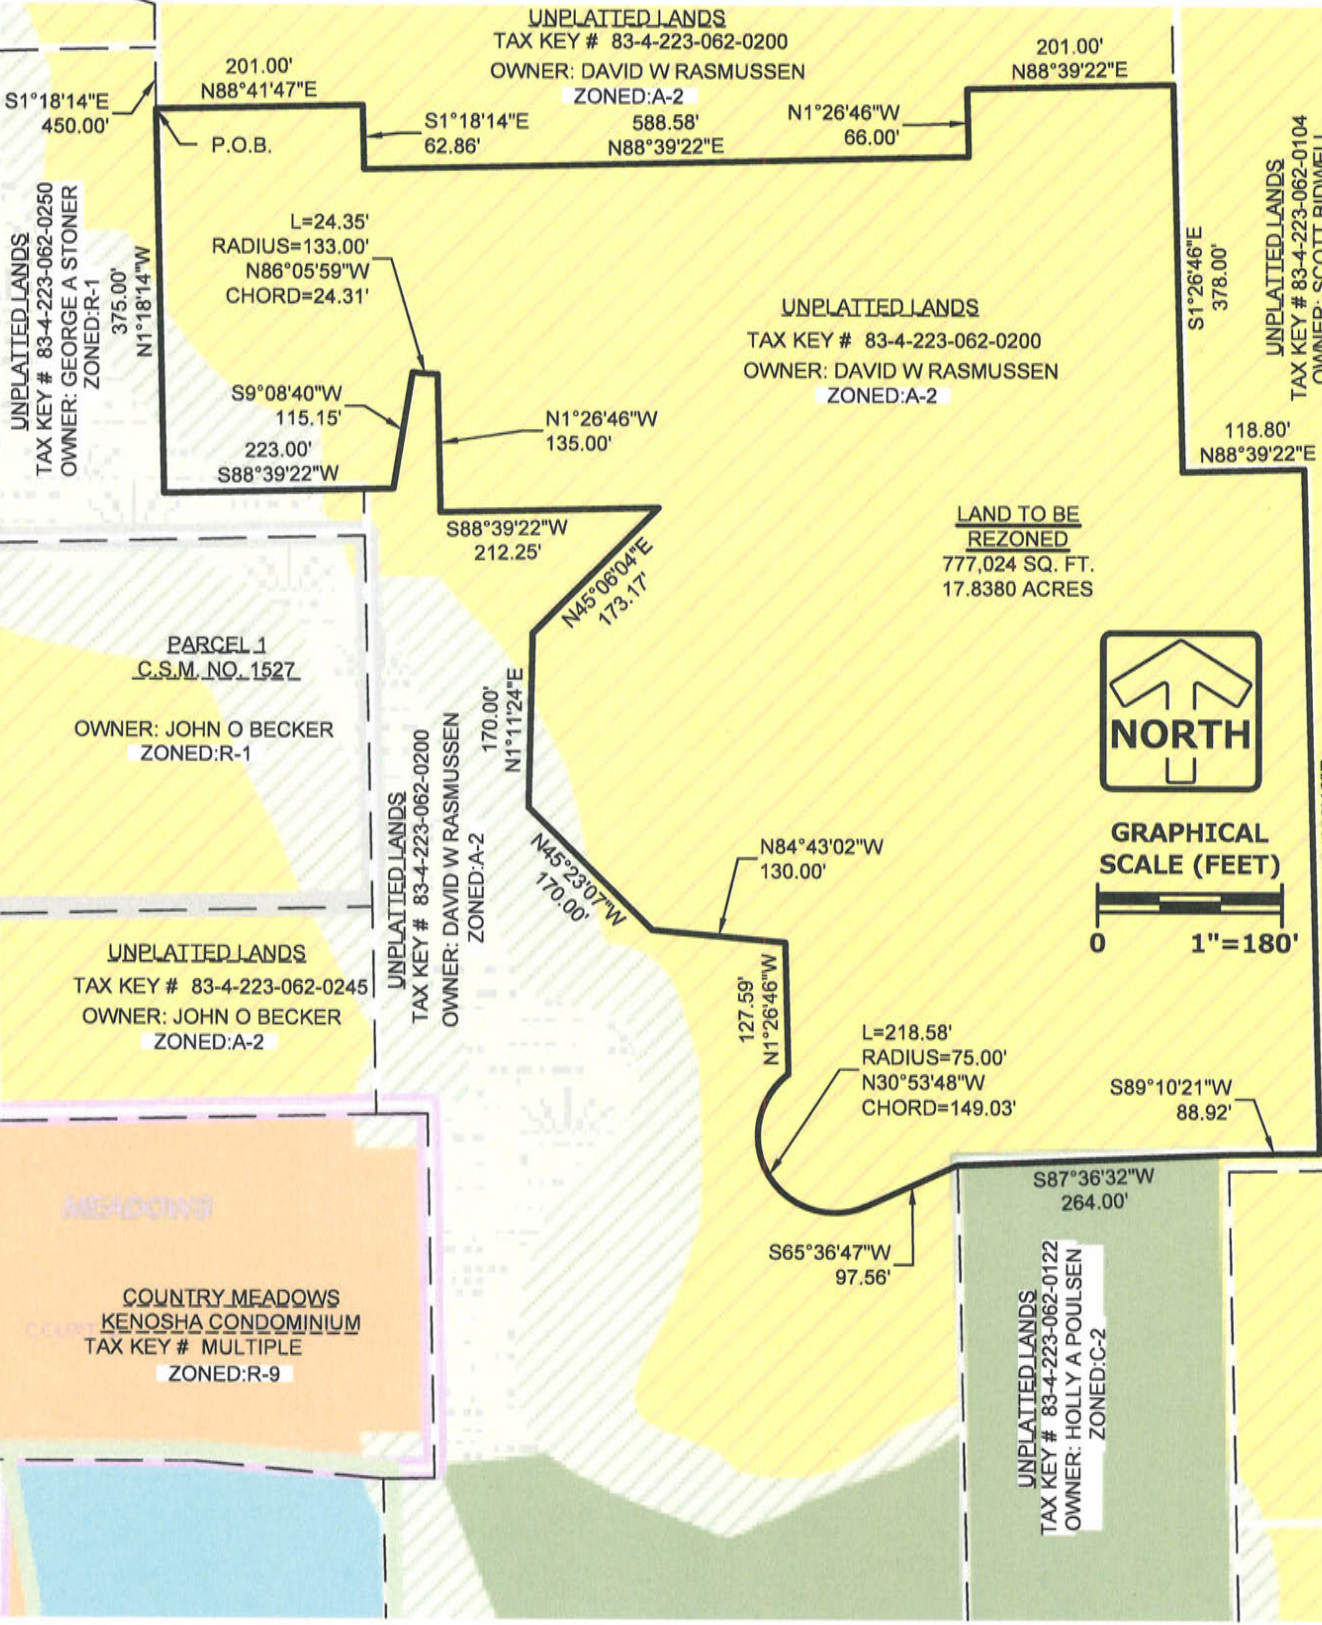 UNPLATTED LANDS
TAX KEY # 83-4-223-062-0200
OWNER: DAVID W RASMUSSEN
ZONED:A-2
201.00'
N88°41'47"E
S1°18'14"E
450.00'
P.O.B.
S1°18'14"E
62.86'
588.58'
N88°39'22"E
N1°26'46"W
66.00'
201.00'
N88°39'22"E
UNPLATTED LANDS
TAX KEY # 83-4-223-062-0250
OWNER: GEORGE A STONER
ZONED:R-1
375.00'
N1°18'14"W
L=24.35'
RADIUS=133.00'
N86°05'59"W
CHORD=24.31'
S9°08'40"W
115.15'
223.00'
S88°39'22"W
N1°26'46"W
135.00'
S88°39'22"W
212.25'
UNPLATTED LANDS
TAX KEY # 83-4-223-062-0200
OWNER: DAVID W RASMUSSEN
ZONED:A-2
S1°26'46"E
378.00'
UNPLATTED LANDS
TAX KEY # 83-4-223-062-0104
OWNER: SCOTT BIDWELL
118.80'
N88°39'22"E
LAND TO BE
REZONED
777,024 SQ. FT.
17.8380 ACRES
N45°06'04"E
173.17'
PARCEL 1
C.S.M. NO. 1527
OWNER: JOHN O BECKER
ZONED:R-1
170.00'
N1°11'24"E
UNPLATTED LANDS
TAX KEY # 83-4-223-062-0200
OWNER: DAVID W RASMUSSEN
ZONED:A-2
NORTH
GRAPHICAL
SCALE (FEET)
0 1"=180'
N45°23'07"W
170.00'
N84°43'02"W
130.00'
UNPLATTED LANDS
TAX KEY # 83-4-223-062-0245
OWNER: JOHN O BECKER
ZONED:A-2
127.59'
N1°26'46"W
L=218.58'
RADIUS=75.00'
N30°53'48"W
CHORD=149.03'
S89°10'21"W
88.92'
S87°36'32"W
264.00'
S65°36'47"W
97.56'
MEADOWS
COUNTRY MEADOWS
KENOSHA CONDOMINIUM
TAX KEY # MULTIPLE
ZONED:R-9
UNPLATTED LANDS
TAX KEY # 83-4-223-062-0122
OWNER: HOLLY A POULSEN
ZONED:C-2